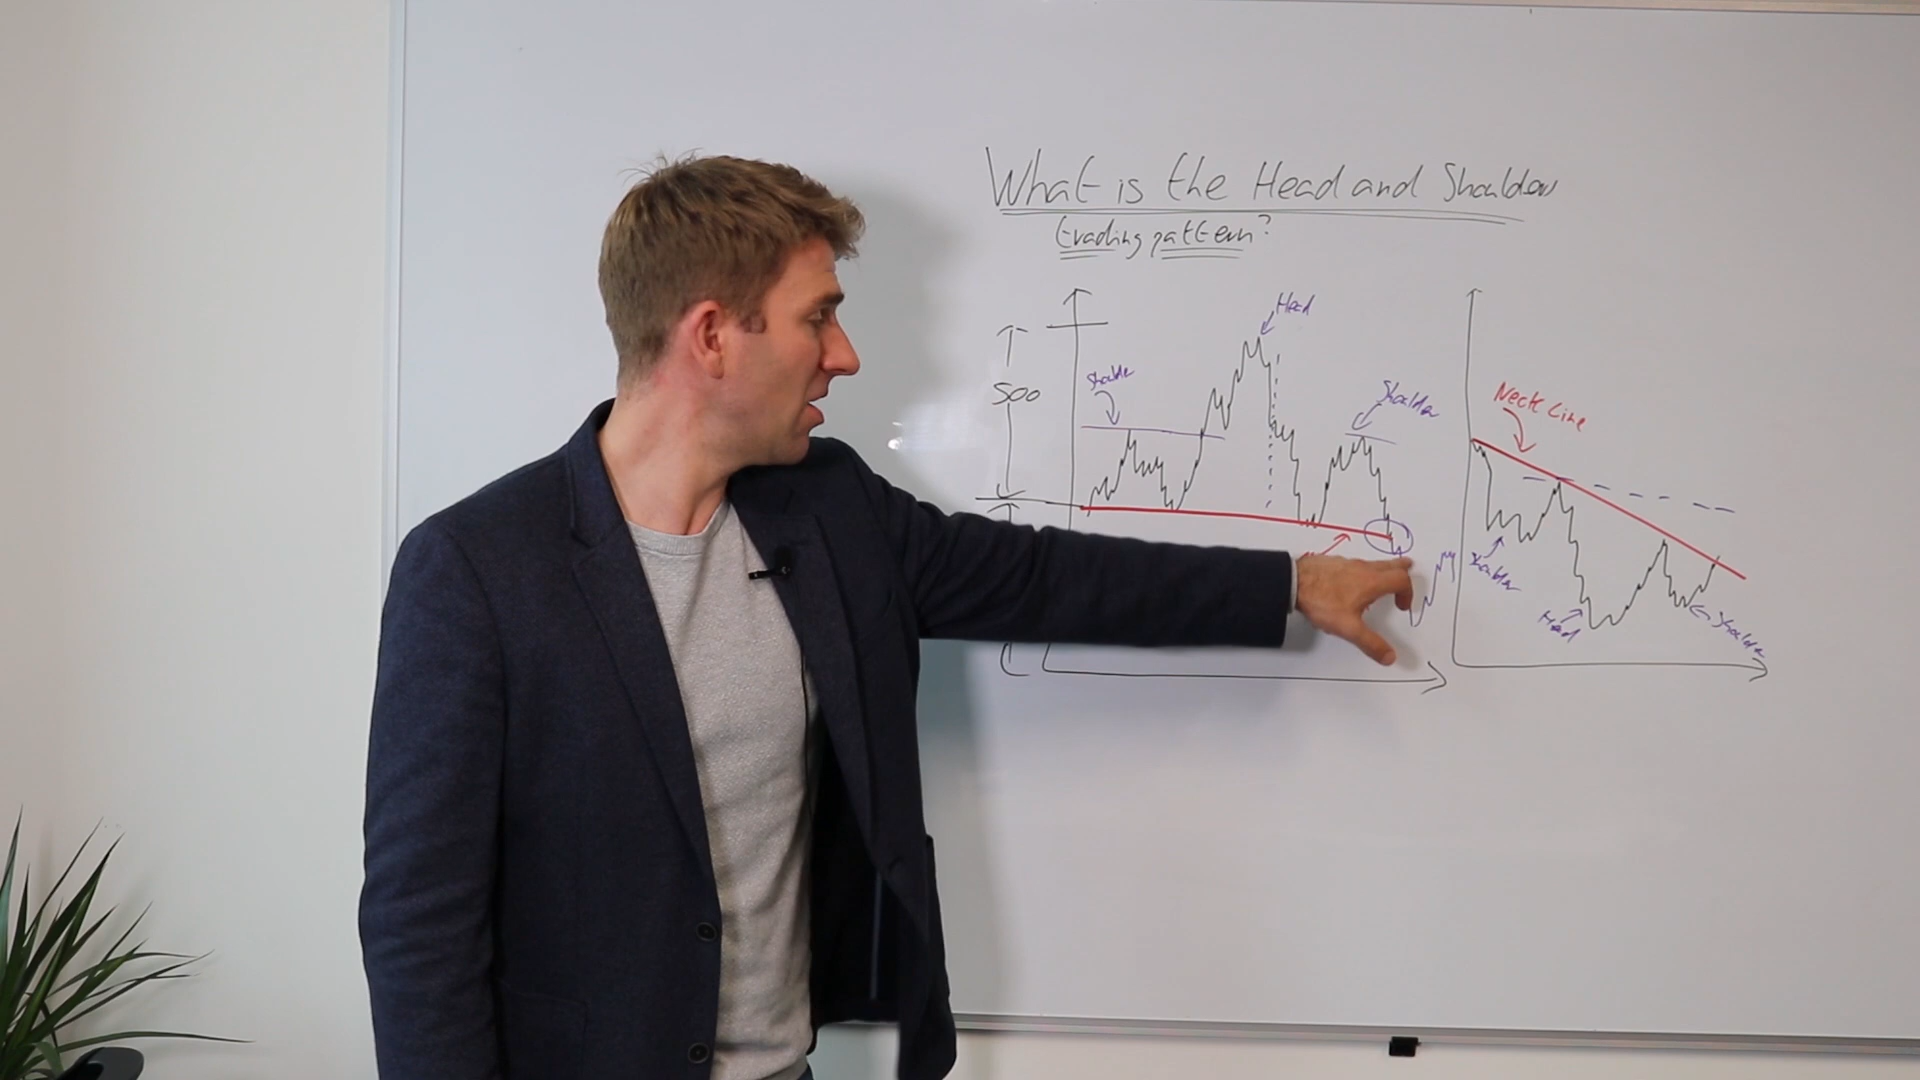 What is the Head and Shoulder
trading pattern?
Head
Shoulder
500
Shoulder
Neck Line
Shoulder
Head
Shoulder